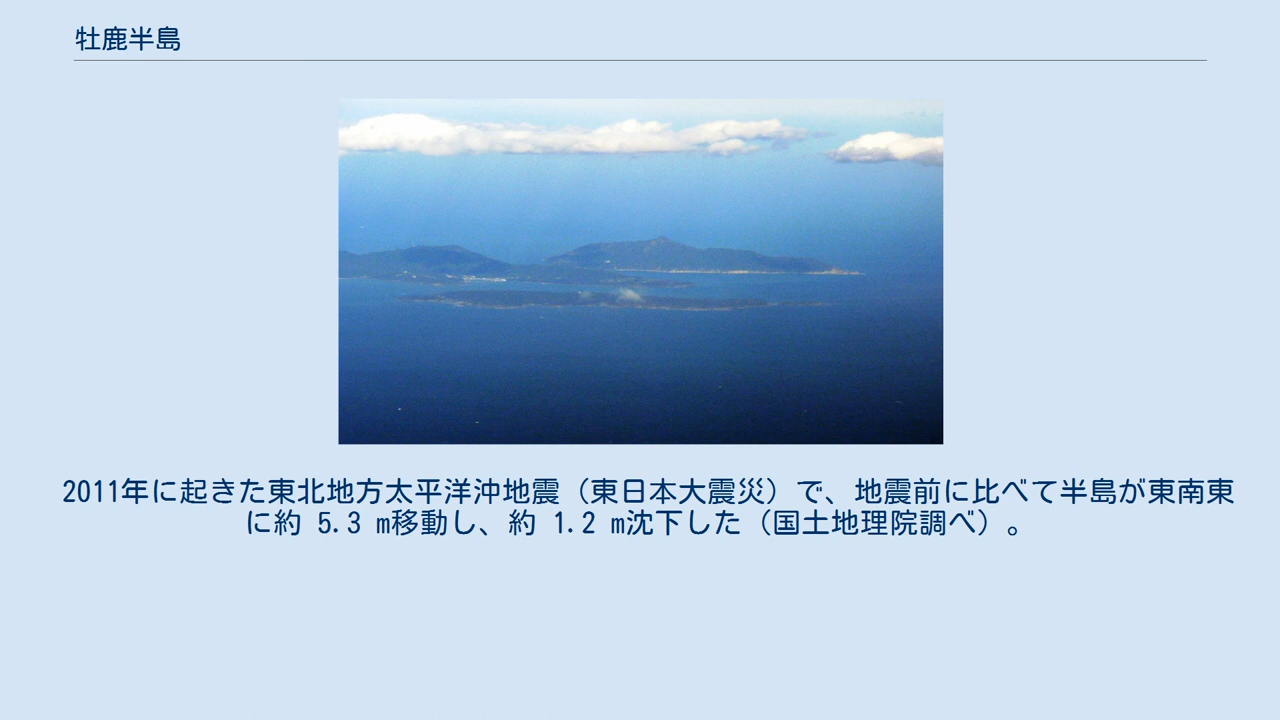 牡鹿半島
2011年に起きた東北地方太平洋沖地震（東日本大震災）で、地震前に比べて半島が東南東
に約 5.3 m移動し、約 1.2 m沈下した（国土地理院調べ）。